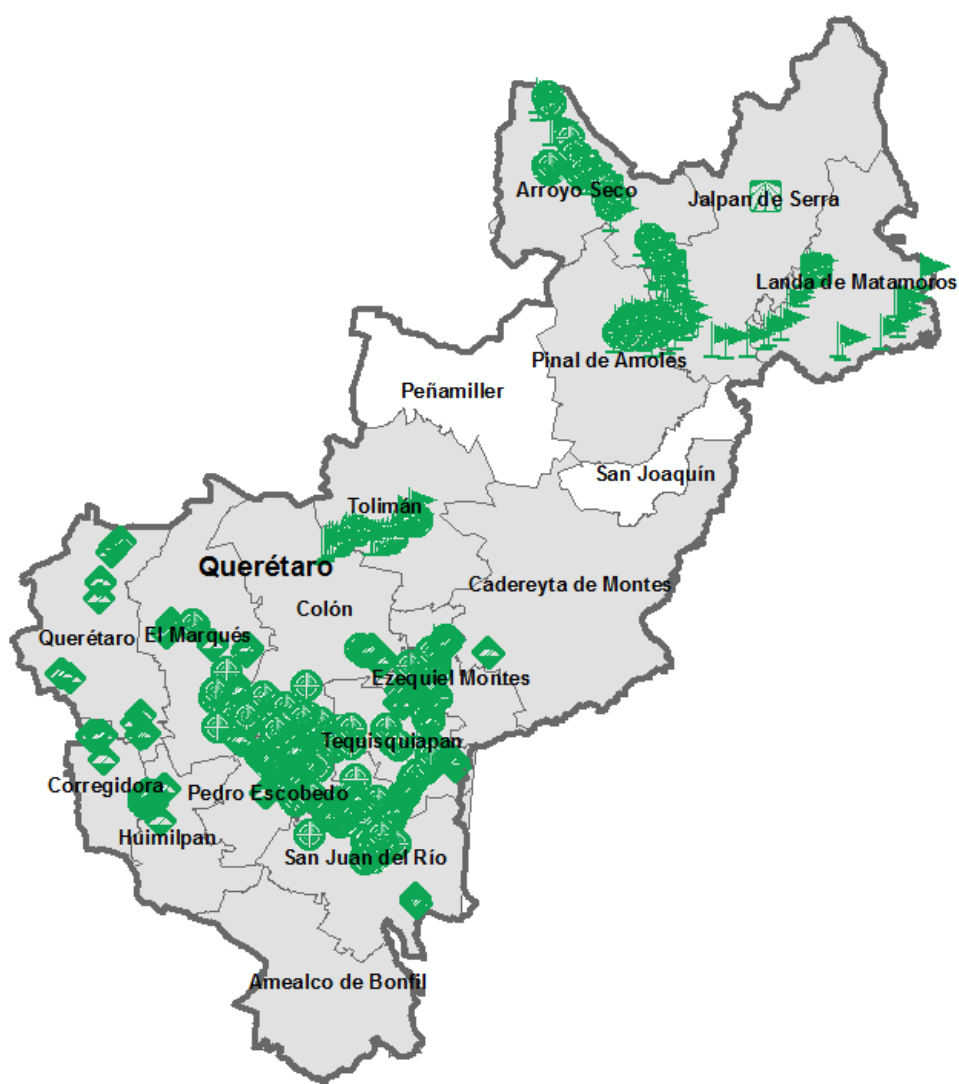 Arroyo Seco
Jalpan de Serra
Landa de Matamoros
Pinal de Amoles
Peñamiller
San Joaquín
Tolimán
Querétaro
Cadereyta de Montes
Colón
Querétaro
El Marqués
Ezequiel Montes
Tequisquiapan
Corregidora
Pedro Escobedo
Huimilpan
San Juan del Río
Amealco de Bonfil